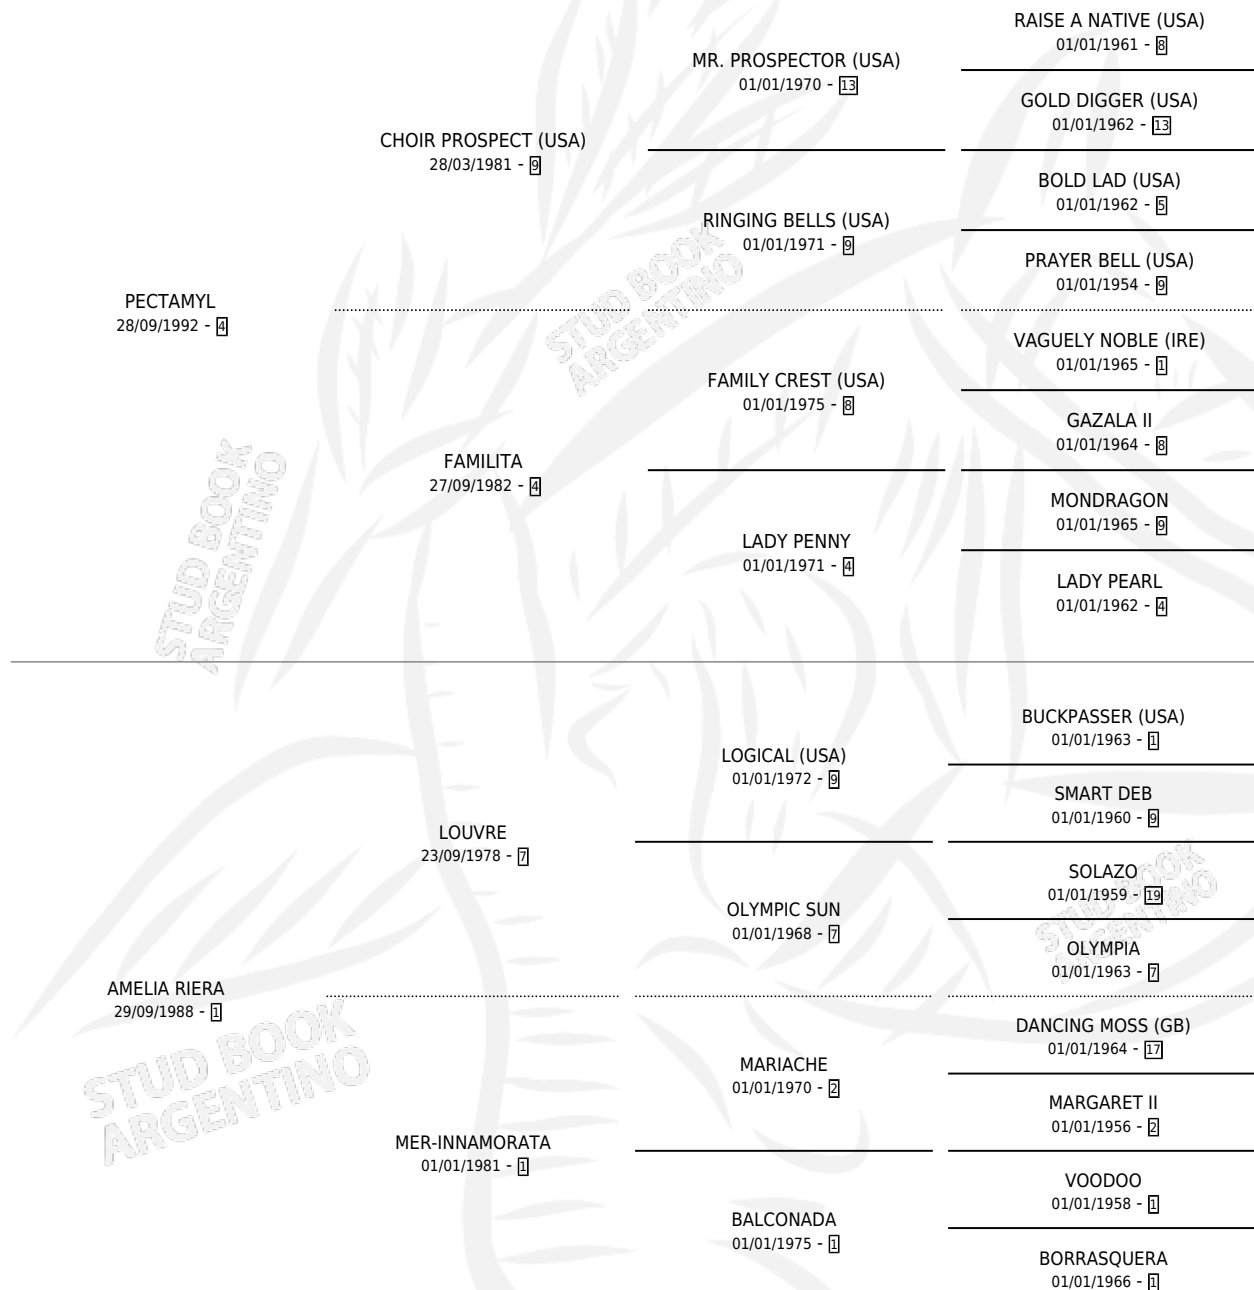 RAISE A NATIVE (USA)
01/01/1961 - 8
MR. PROSPECTOR (USA)
01/01/1970 - 13
GOLD DIGGER (USA)
01/01/1962 - 13
CHOIR PROSPECT (USA)
28/03/1981 - 9
BOLD LAD (USA)
01/01/1962 - 5
RINGING BELLS (USA)
01/01/1971 - 9
PRAYER BELL (USA)
01/01/1954 - 9
PECTAMYL
28/09/1992 - 4
VAGUELY NOBLE (IRE)
01/01/1965 - 1
FAMILY CREST (USA)
01/01/1975 - 8
GAZALA II
01/01/1964 - 8
FAMILITA
27/09/1982 - 4
MONDRAGON
01/01/1965 - 9
LADY PENNY
01/01/1971 - 4
LADY PEARL
01/01/1962 - 4
BUCKPASSER (USA)
01/01/1963 - 1
LOGICAL (USA)
01/01/1972 - 9
SMART DEB
01/01/1960 - 9
LOUVRE
23/09/1978 - 7
SOLAZO
01/01/1959 - 19
OLYMPIC SUN
01/01/1968 - 7
OLYMPIA
01/01/1963 - 7
AMELIA RIERA
29/09/1988 - 1
DANCING MOSS (GB)
01/01/1964 - 17
MARIACHE
01/01/1970 - 2
MARGARET II
01/01/1956 - 2
MER-INNAMORATA
01/01/1981 - 1
VOODOO
01/01/1958 - 1
BALCONADA
01/01/1975 - 1
BORRASQUERA
01/01/1966 - 1
STUD BOOK
ARGENTINO
STUD BOOK
ARGENTINO
STUD BOOK
ARGENTINO
STUD BOOK
ARGENTINO